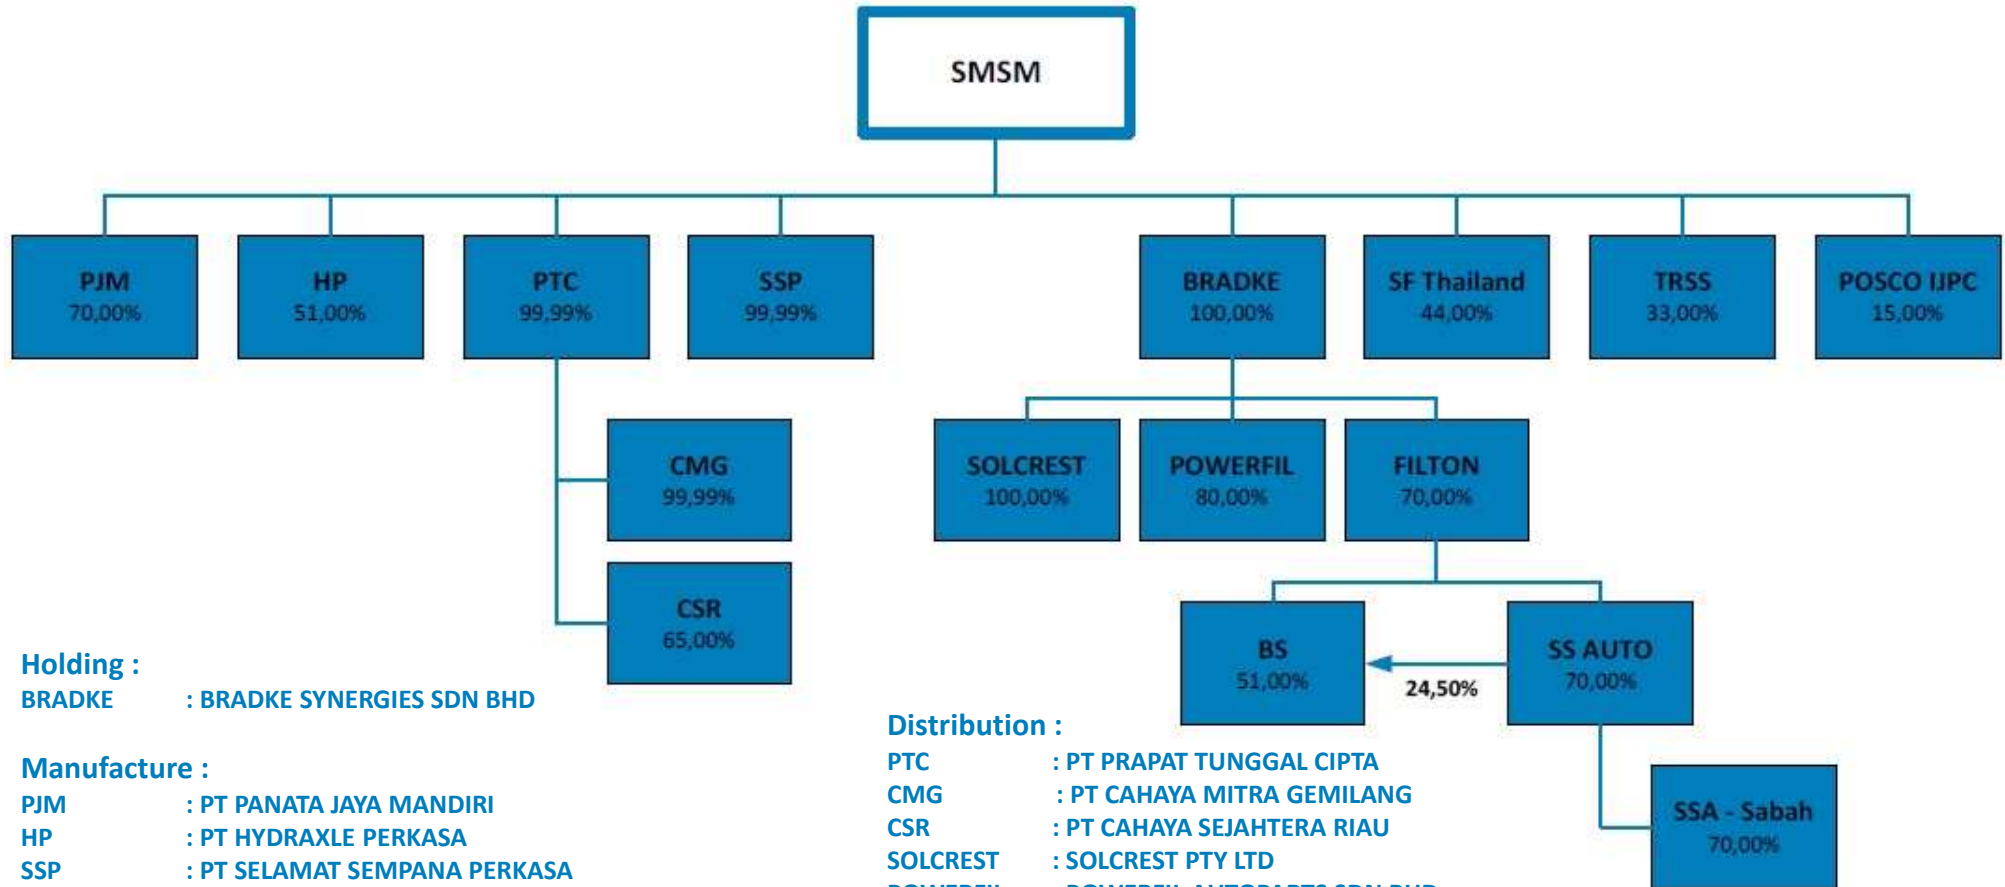 SMSM
PJM
70,00%
HP
51,00%
PTC
99,99%
SSP
99,99%
BRADKE
100,00%
SF Thailand
44,00%
TRSS
33,00%
POSCO IJPC
15,00%
CMG
99,99%
CSR
65,00%
SOLCREST
100,00%
POWERFIL
80,00%
FILTON
70,00%
BS
51,00%
24,50%
SS AUTO
70,00%
SSA - Sabah
70,00%
Holding :
BRADKE : BRADKE SYNERGIES SDN BHD
Manufacture :
PJM : PT PANATA JAYA MANDIRI
HP : PT HYDRAXLE PERKASA
SSP : PT SELAMAT SEMPANA PERKASA
Distribution :
PTC : PT PRAPAT TUNGGAL CIPTA
CMG : PT CAHAYA MITRA GEMILANG
CSR : PT CAHAYA SEJAHTERA RIAU
SOLCREST : SOLCREST PTY LTD
POWERFIL : POWERFIL AUTOPARTS SDN BHD